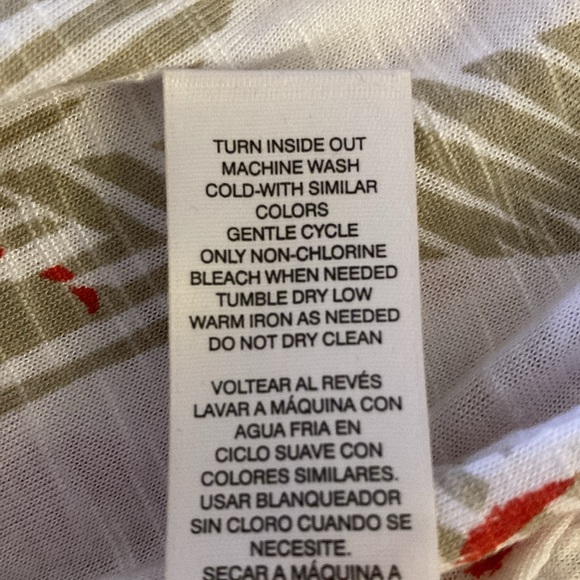 TURN INSIDE OUT
MACHINE WASH
COLD-WITH SIMILAR
COLORS
GENTLE CYCLE
ONLY NON-CHLORINE
BLEACH WHEN NEEDED
TUMBLE DRY LOW
WARM IRON AS NEEDED
DO NOT DRY CLEAN
VOLTEAR AL REVÉS
LAVAR A MÁQUINA CON
AGUA FRIA EN
CICLO SUAVE CON
COLORES SIMILARES.
USAR BLANQUEADOR
SIN CLORO CUANDO SE
NECESITE.
SECAR A MÁQUINA A